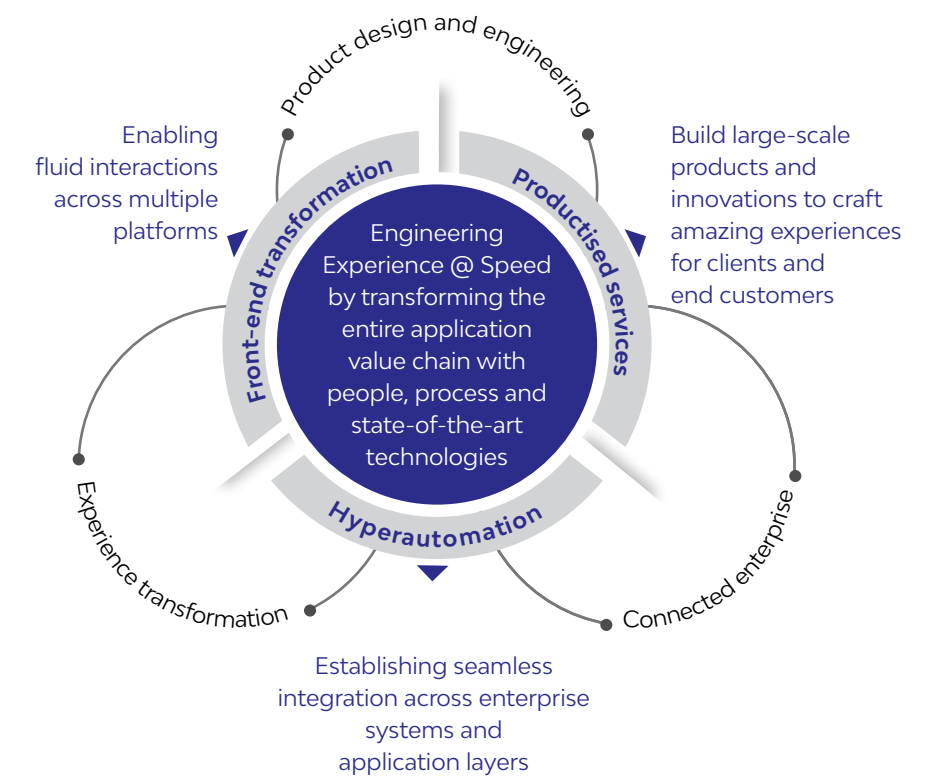 Product design and engineering
Enabling
fluid interactions
across multiple
platforms
Front-end transformation
Productised services
Build large-scale
products and
innovations to craft
amazing experiences
for clients and
end customers
Engineering
Experience @ Speed
by transforming the
entire application
value chain with
people, process and
state-of-the-art
technologies
Hyperautomation
Experience transformation
Connected enterprise
Establishing seamless
integration across enterprise
systems and
application layers